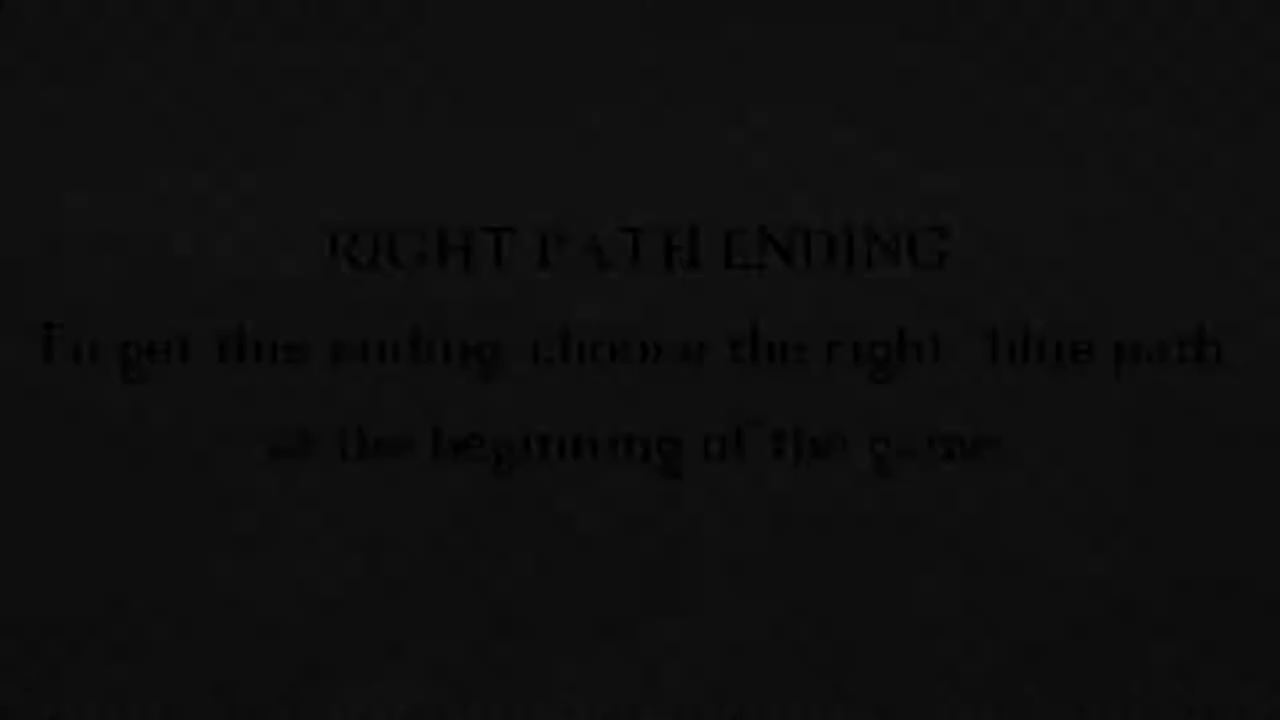 RIGHT PATH ENDING
To get this ending, choose the right blue path
at the beginning of the game